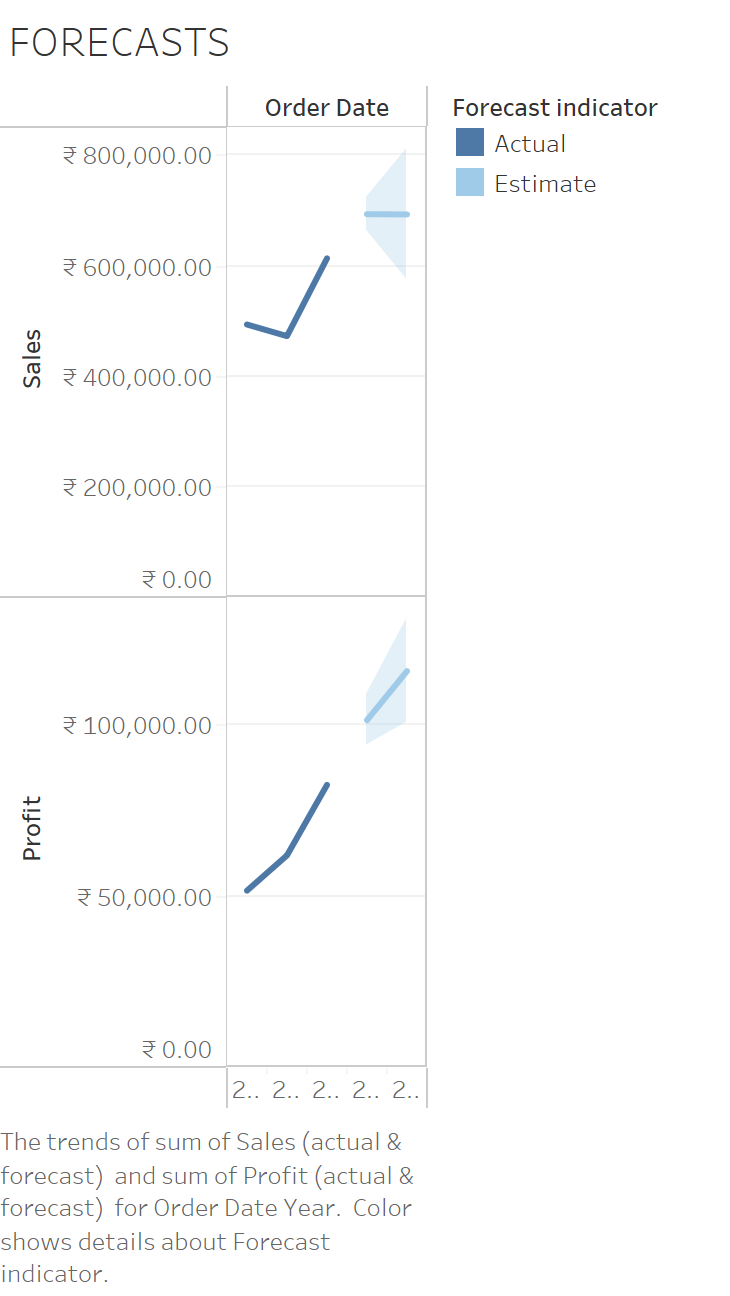 FORECASTS
Order Date
Forecast indicator
Actual
Estimate
₹ 800,000.00
₹ 600,000.00
Sales
₹ 400,000.00
₹ 200,000.00
₹ 0.00
₹ 100,000.00
Profit
₹ 50,000.00
₹ 0.00
2.. 2.. 2.. 2.. 2..
The trends of sum of Sales (actual &
forecast)  and sum of Profit (actual &
forecast)  for Order Date Year.  Color
shows details about Forecast
indicator.